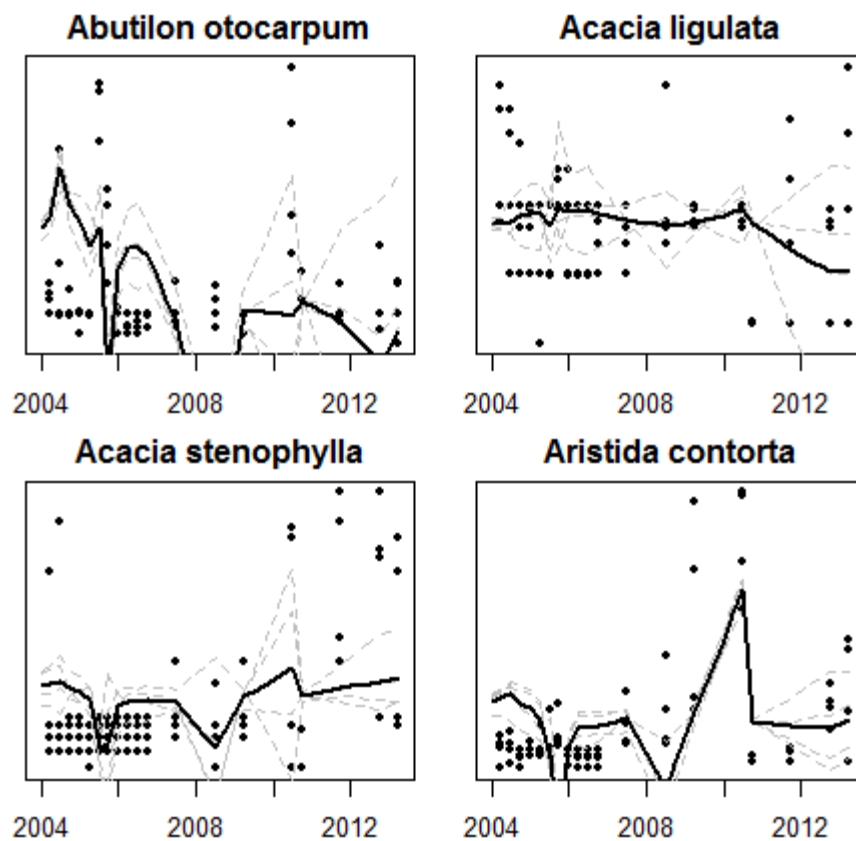 Abutilon otocarpum
Acacia ligulata
2004 2008 2012
2004 2008 2012
Acacia stenophylla
Aristida contorta
2004 2008 2012
2004 2008 2012